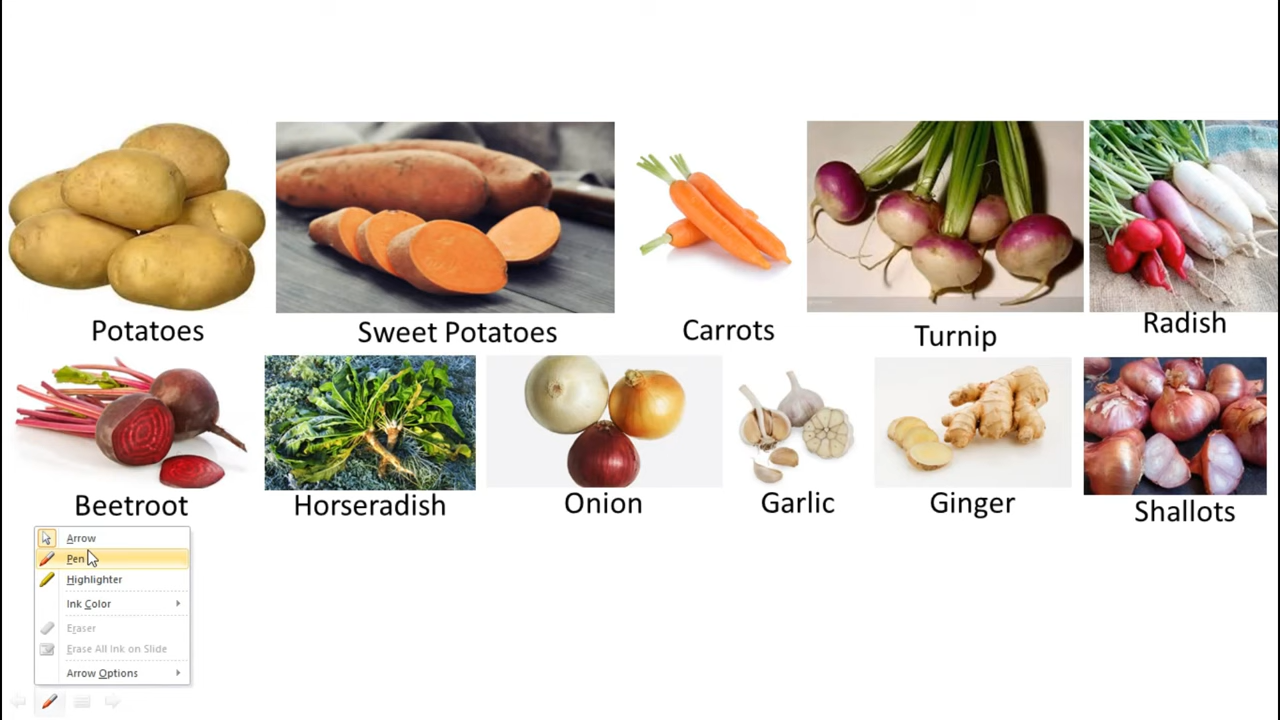 Potatoes
Sweet Potatoes
Carrots
Turnip
Radish
Beetroot
Horseradish
Onion
Garlic
Ginger
Shallots
Arrow
Pen
Highlighter
Ink Color
Eraser
Erase All Ink on Slide
Arrow Options